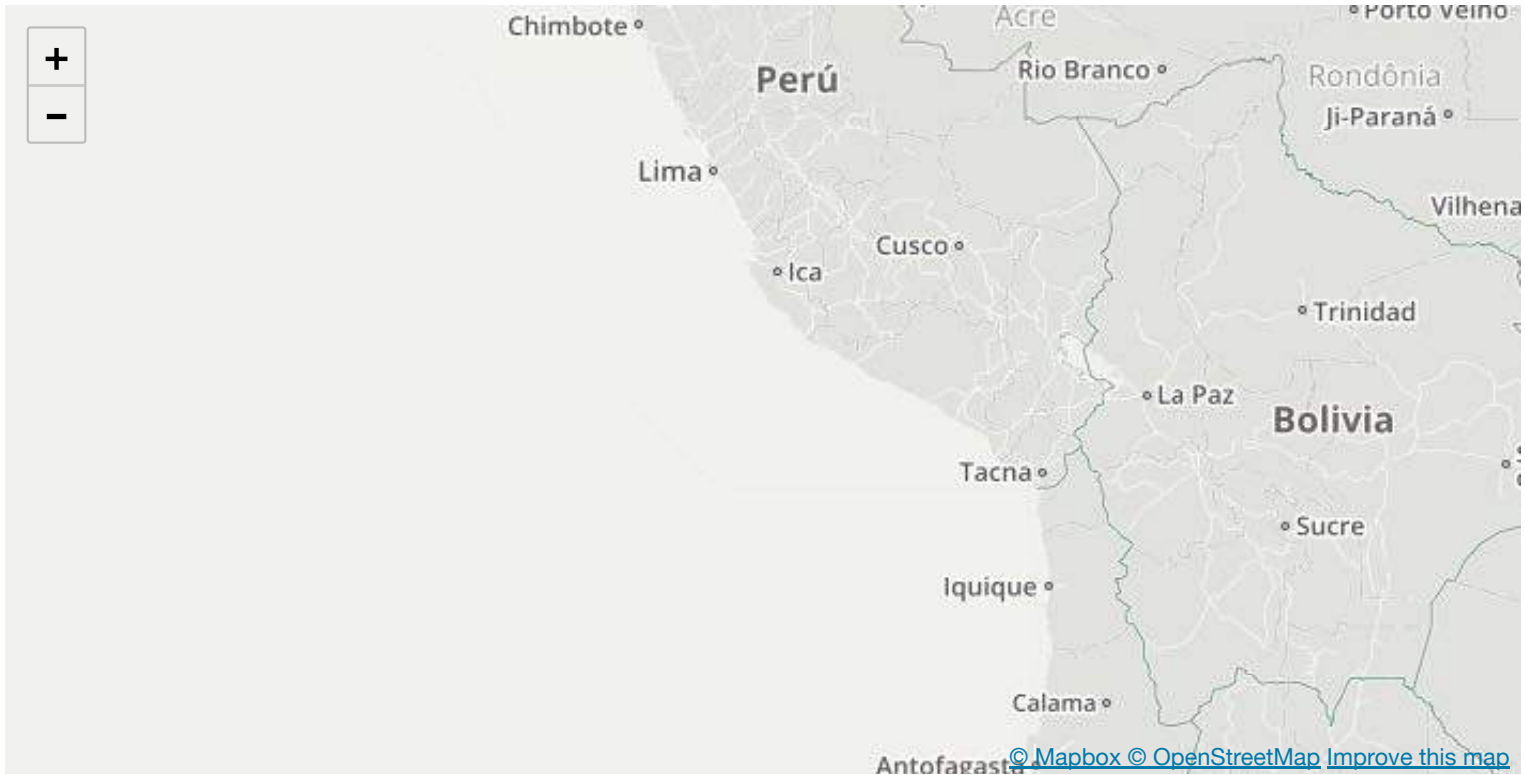 Chimbote
Acre
Porto Velho
+
Perú
Rio Branco
Rondônia
−
Ji-Paraná
Lima
Vilhena
Cusco
Ica
Trinidad
La Paz
Bolivia
Tacna
Sucre
Iquique
Calama
Antofagasta
© Mapbox © OpenStreetMap Improve this map